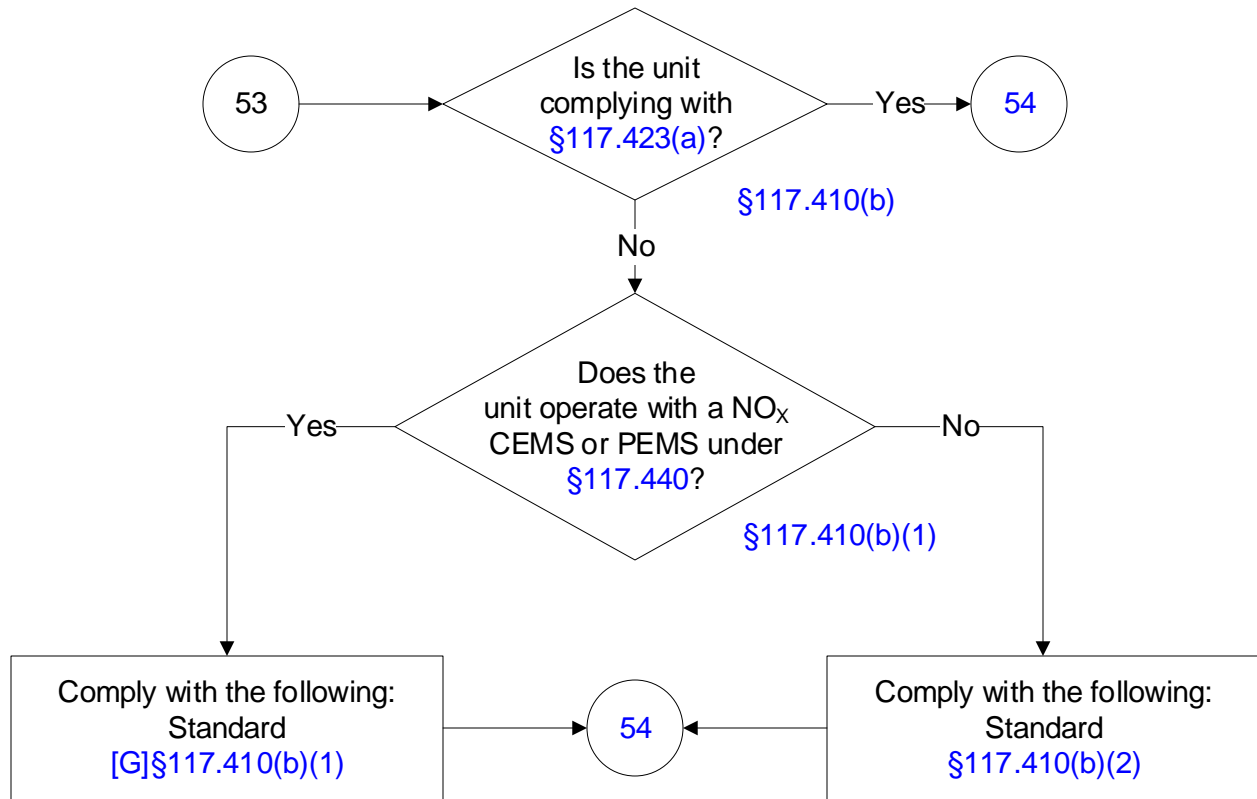 53
Is the unit
complying with
§117.423(a)?
Yes
54
§117.410(b)
No
Does the
unit operate with a NOX
CEMS or PEMS under
§117.440?
Yes
No
§117.410(b)(1)
Comply with the following:
Standard
[G]§117.410(b)(1)
54
Comply with the following:
Standard
§117.410(b)(2)